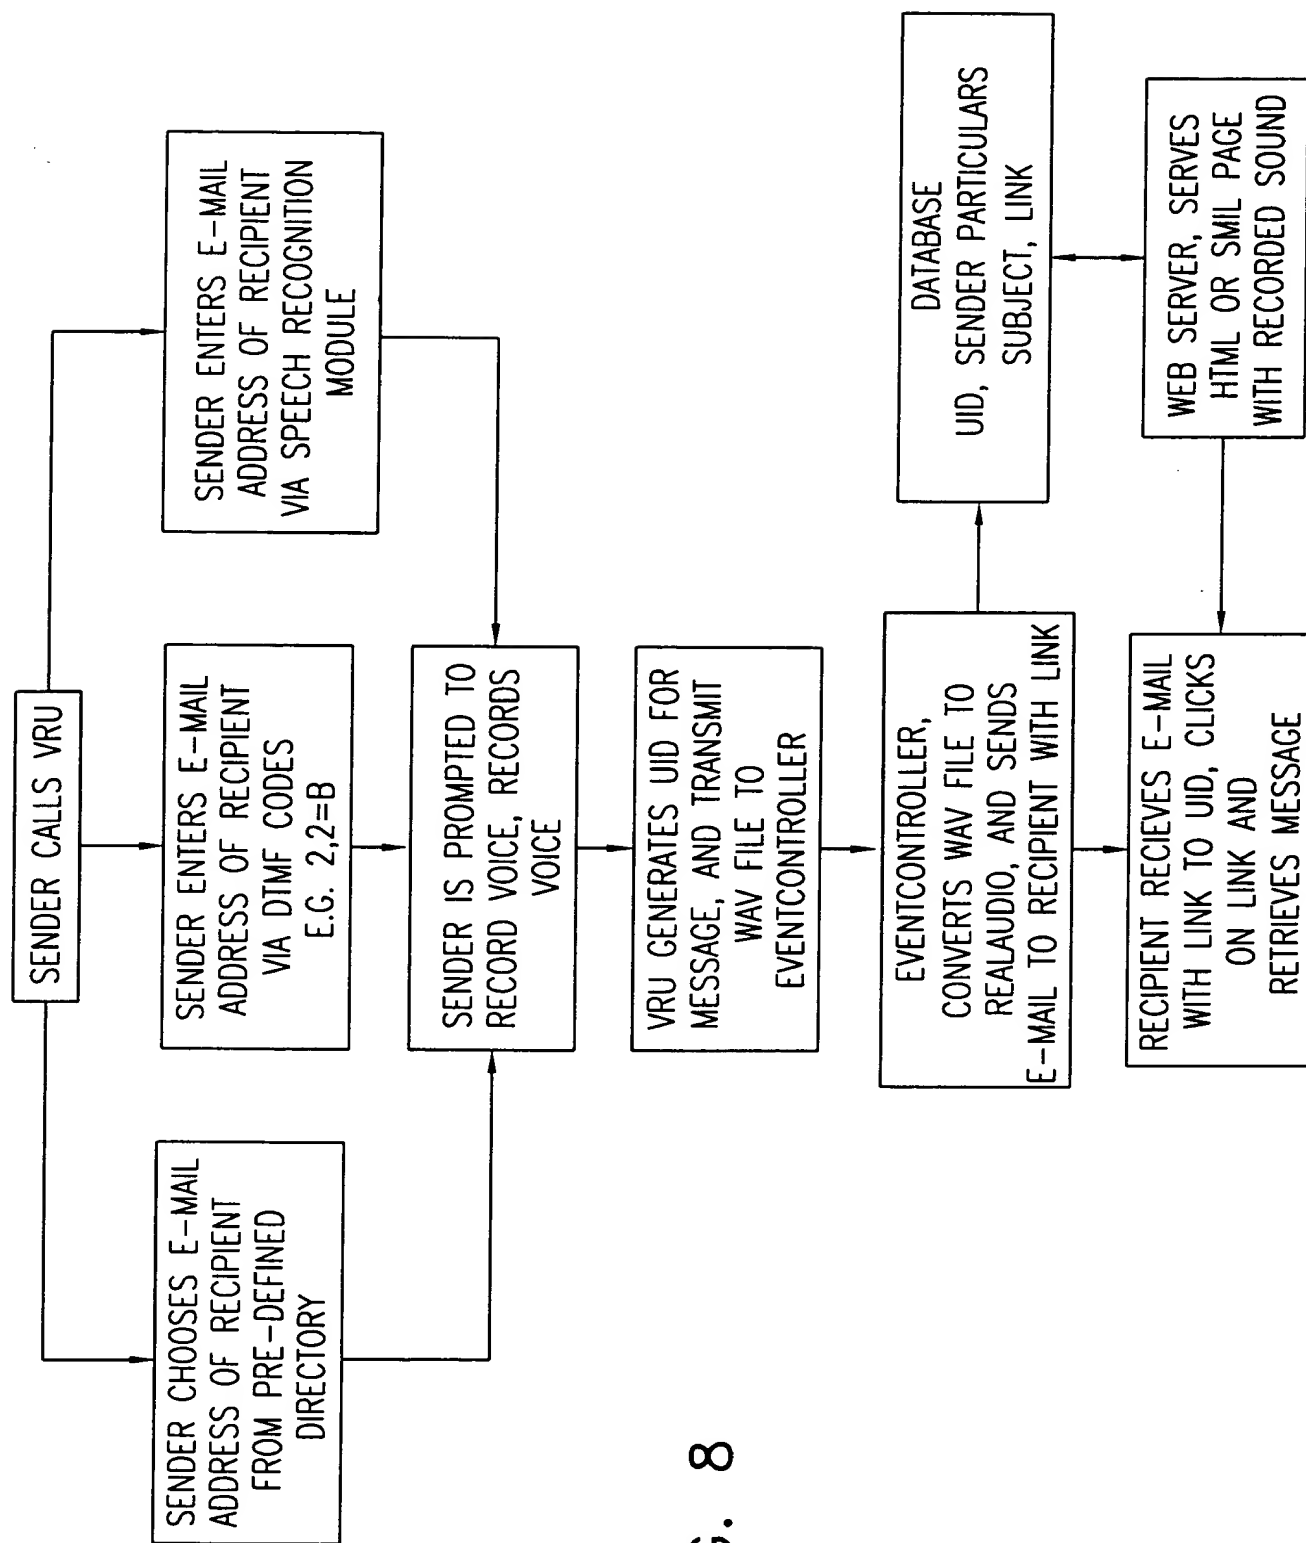 SENDER CALLS VRU
SENDER CHOOSES E-MAIL
ADDRESS OF RECIPIENT
FROM PRE-DEFINED
DIRECTORY
SENDER ENTERS E-MAIL
ADDRESS OF RECIPIENT
VIA DTMF CODES
E.G. 2,2=B
SENDER ENTERS E-MAIL
ADDRESS OF RECIPIENT
VIA SPEECH RECOGNITION
MODULE
SENDER IS PROMPTED TO
RECORD VOICE, RECORDS
VOICE
VRU GENERATES UID FOR
MESSAGE, AND TRANSMIT
WAV FILE TO
EVENTCONTROLLER
EVENTCONTROLLER,
CONVERTS WAV FILE TO
REALAUDIO, AND SENDS
E-MAIL TO RECIPIENT WITH LINK
DATABASE
UID, SENDER PARTICULARS
SUBJECT, LINK
RECIPIENT RECIEVES E-MAIL
WITH LINK TO UID, CLICKS
ON LINK AND
RETRIEVES MESSAGE
WEB SERVER, SERVES
HTML OR SMIL PAGE
WITH RECORDED SOUND
G. 8